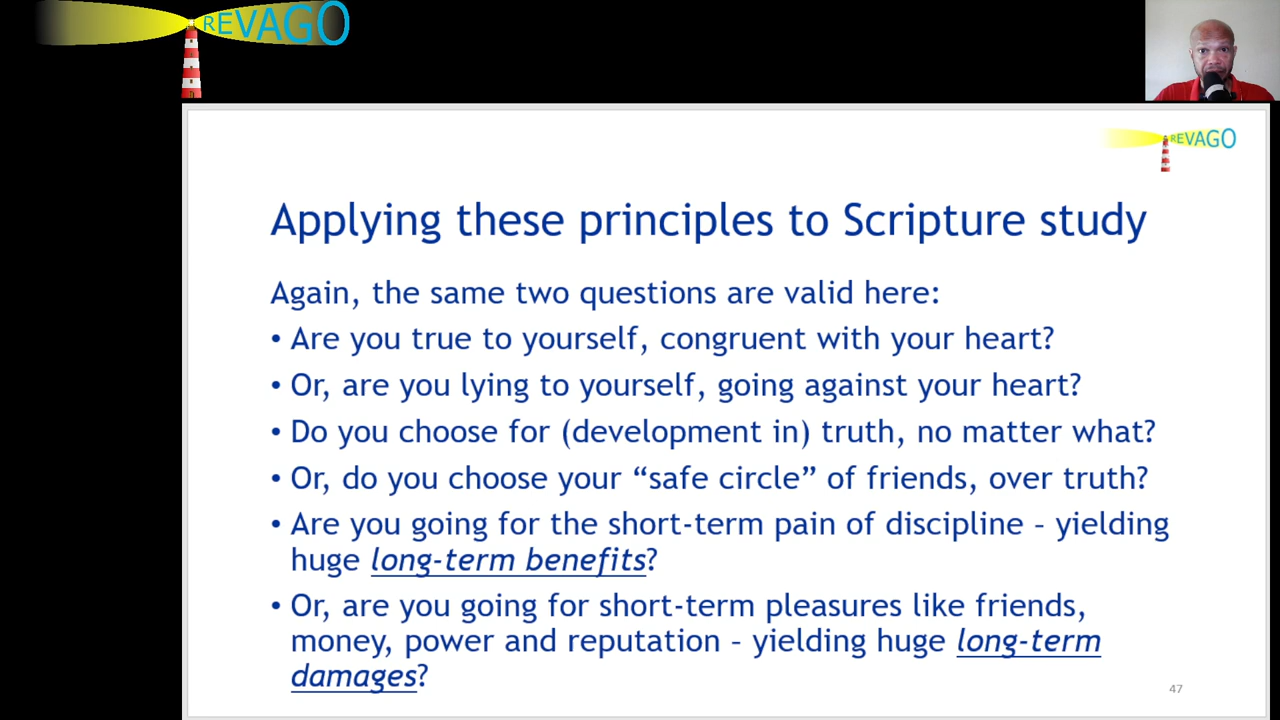 REVAGO
REVAGO
Applying these principles to Scripture study
Again, the same two questions are valid here:
• Are you true to yourself, congruent with your heart?
• Or, are you lying to yourself, going against your heart?
• Do you choose for (development in) truth, no matter what?
• Or, do you choose your “safe circle” of friends, over truth?
• Are you going for the short-term pain of discipline – yielding
huge long-term benefits?
• Or, are you going for short-term pleasures like friends,
money, power and reputation – yielding huge long-term
damages?
47